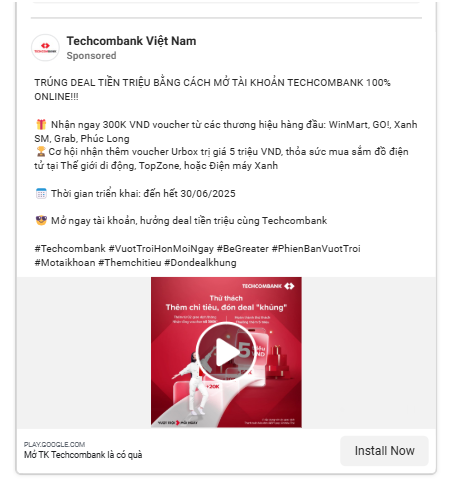 Techcombank Việt Nam
Sponsored
TRÚNG DEAL TIỀN TRIỆU BẰNG CÁCH MỞ TÀI KHOẢN TECHCOMBANK 100%
ONLINE!!!
🎁 Nhận ngay 300K VND voucher từ các thương hiệu hàng đầu: WinMart, GO!, Xanh
SM, Grab, Phúc Long
🏆 Cơ hội nhận thêm voucher Urbox trị giá 5 triệu VND, thỏa sức mua sắm đồ điện
tử tại Thế giới di động, TopZone, hoặc Điện máy Xanh
🗓️ Thời gian triển khai: đến hết 30/06/2025
😎 Mở ngay tài khoản, hưởng deal tiền triệu cùng Techcombank
#Techcombank #VuotTroiHonMoiNgay #BeGreater #PhienBanVuotTroi
#Motaikhoan #Themchitieu #Dondealkhung
TECHCOMBANK
Thử thách
Thêm chi tiêu, đón deal "khủng"
VND
PLAY.GOOGLE.COM
Mở TK Techcombank là có quà
Install Now